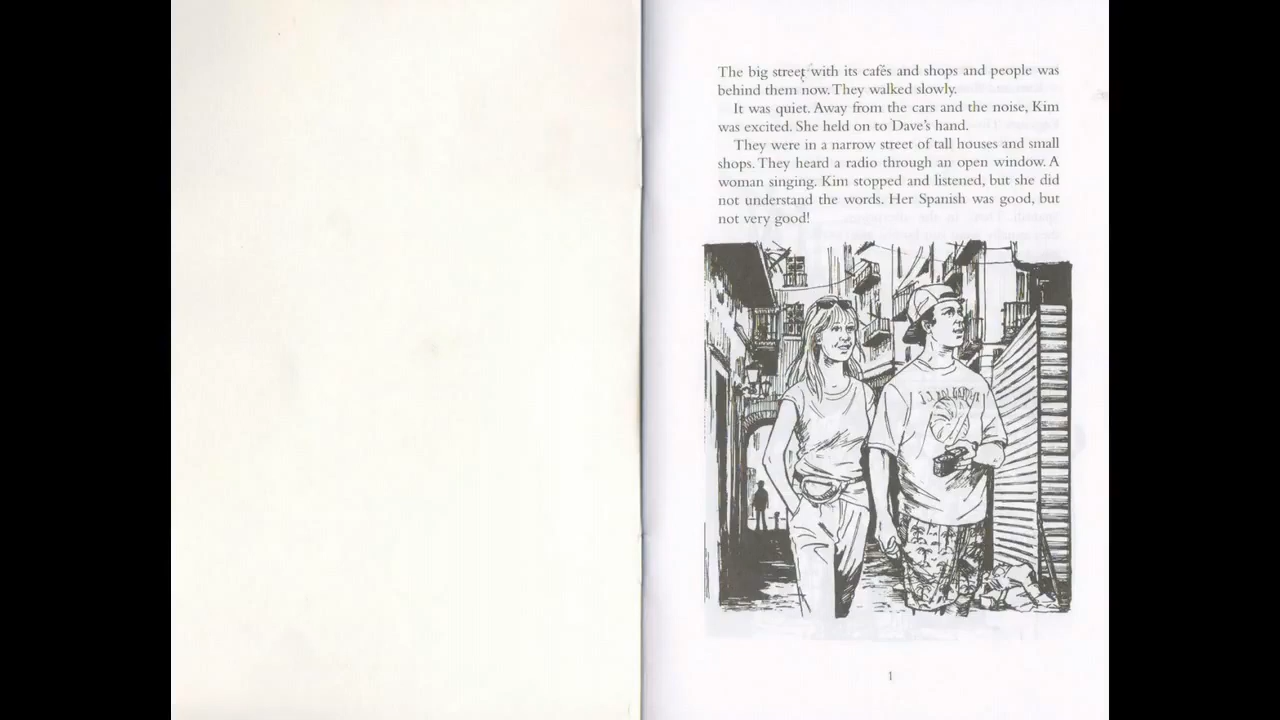 The big street with its cafés and shops and people was
behind them now. They walked slowly.
It was quiet. Away from the cars and the noise, Kim
was excited. She held on to Dave's hand.
They were in a narrow street of tall houses and small
shops. They heard a radio through an open window. A
woman singing. Kim stopped and listened, but she did
not understand the words. Her Spanish was good, but
not very good!
1